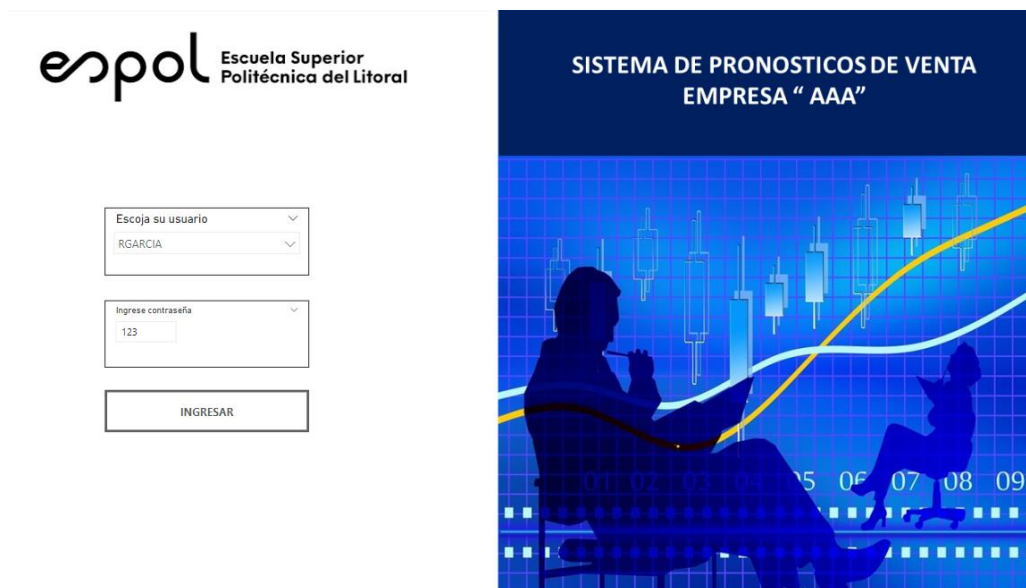 espol
Escuela Superior
Politécnica del Litoral
SISTEMA DE PRONOSTICOS DE VENTA
EMPRESA “ AAA”
Escoja su usuario
RGARCIA
Ingrese contraseña
123
INGRESAR
01 02 03 04 05 06 07 08 09